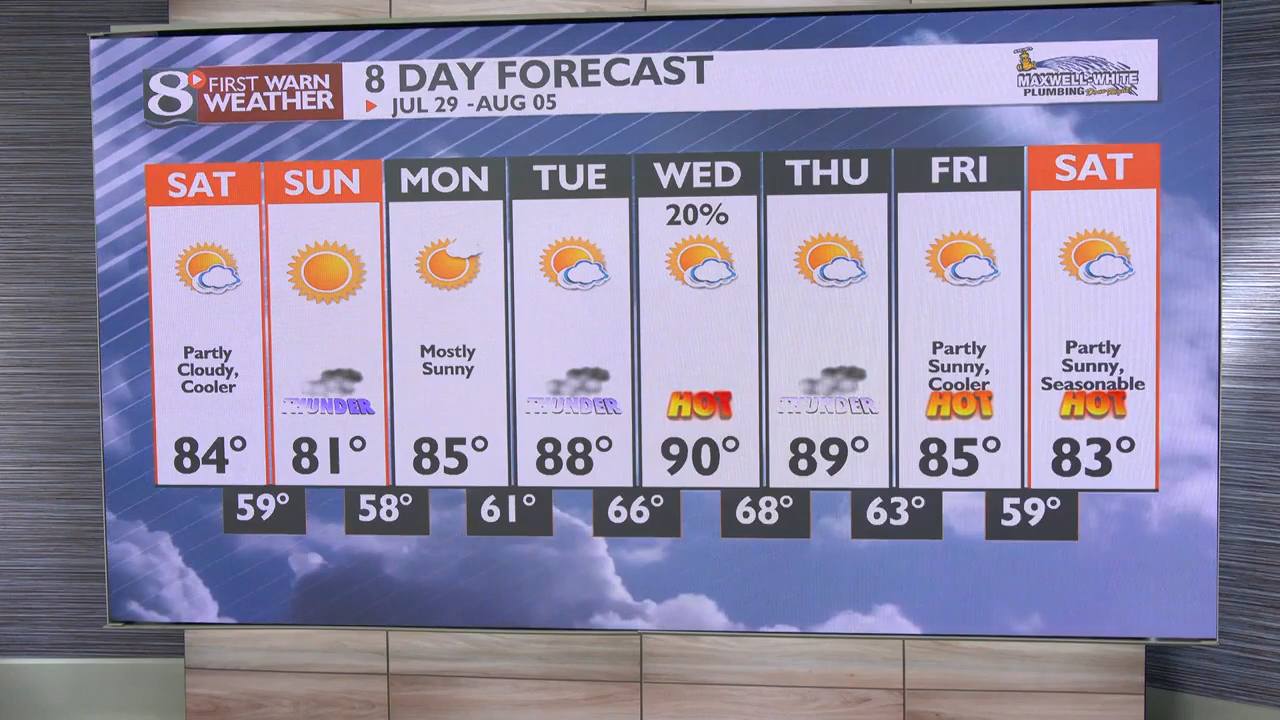 8 FIRST WARN WEATHER
8 DAY FORECAST
JUL 29 -AUG 05
MAXWELL-WHITE
PLUMBING
SAT SUN MON TUE WED THU FRI SAT
20%
Partly Cloudy, Cooler
Mostly Sunny
Partly Sunny, Cooler
Partly Sunny, Seasonable
THUNDER THUNDER HOT THUNDER HOT HOT
84° 81° 85° 88° 90° 89° 85° 83°
59° 58° 61° 66° 68° 63° 59°